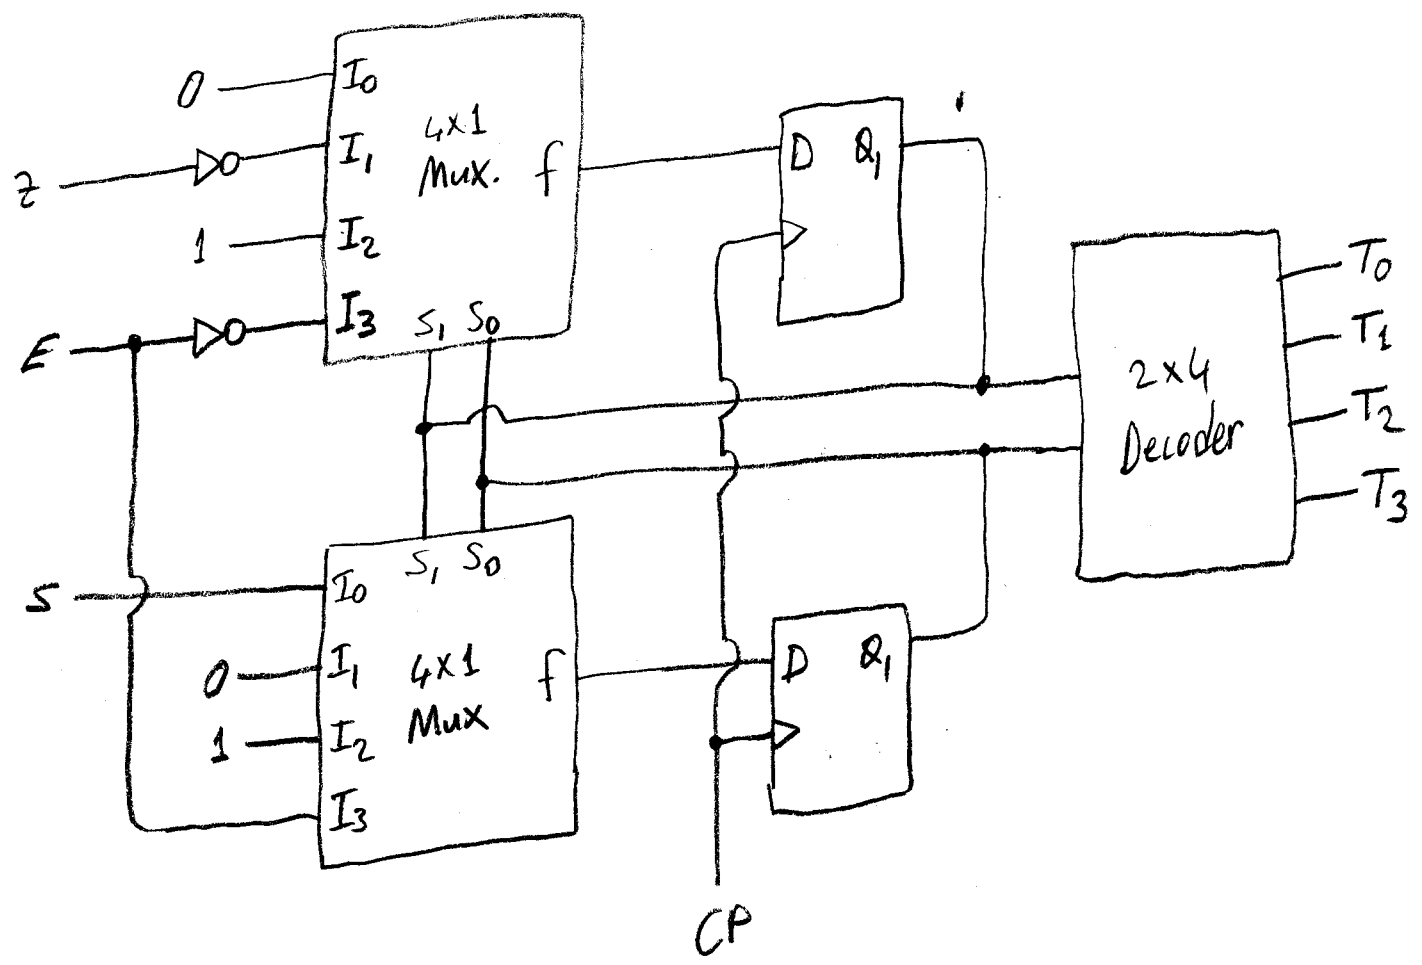 0
I0
4x1
Mux.
f
z
I1
1
I2
E
I3
S1 S0
D Q1
T0
T1
T2
T3
2x4
Decoder
S1 S0
S
I0
0
I1
4x1
Mux
f
1
I2
I3
D Q1
CP